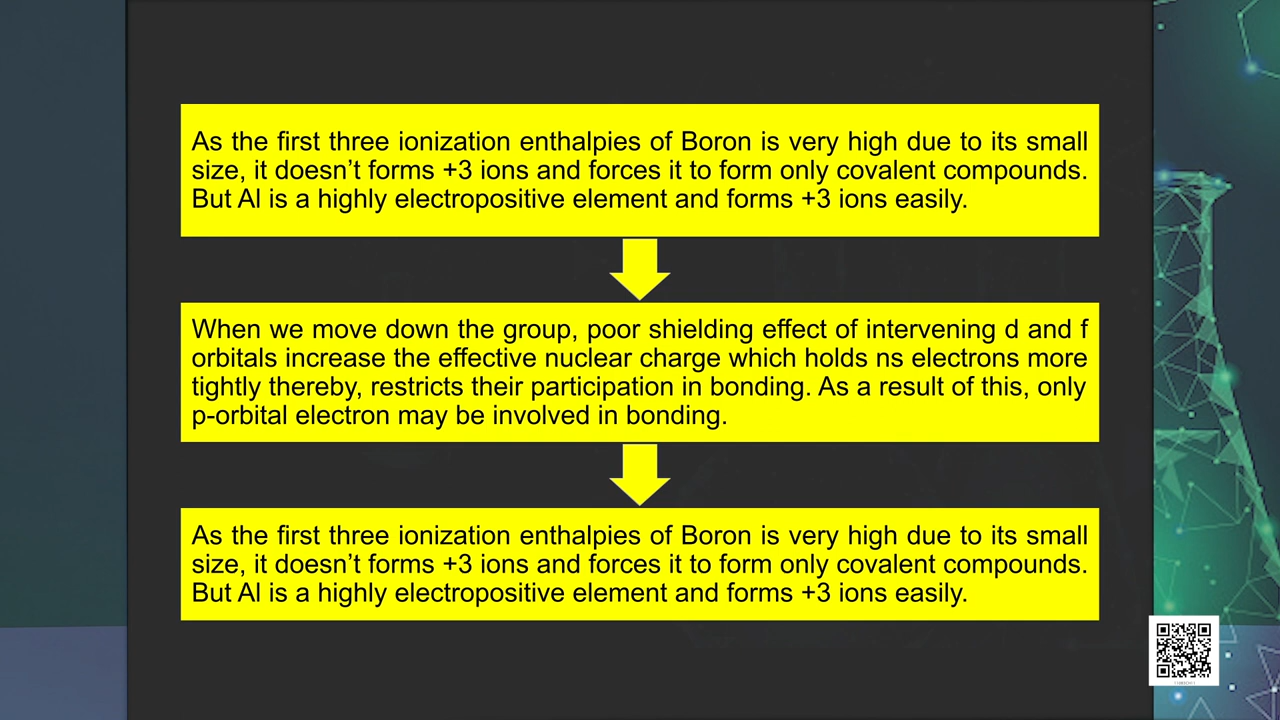 As the first three ionization enthalpies of Boron is very high due to its small
size, it doesn’t forms +3 ions and forces it to form only covalent compounds.
But Al is a highly electropositive element and forms +3 ions easily.
When we move down the group, poor shielding effect of intervening d and f
orbitals increase the effective nuclear charge which holds ns electrons more
tightly thereby, restricts their participation in bonding. As a result of this, only
p-orbital electron may be involved in bonding.
As the first three ionization enthalpies of Boron is very high due to its small
size, it doesn’t forms +3 ions and forces it to form only covalent compounds.
But Al is a highly electropositive element and forms +3 ions easily.